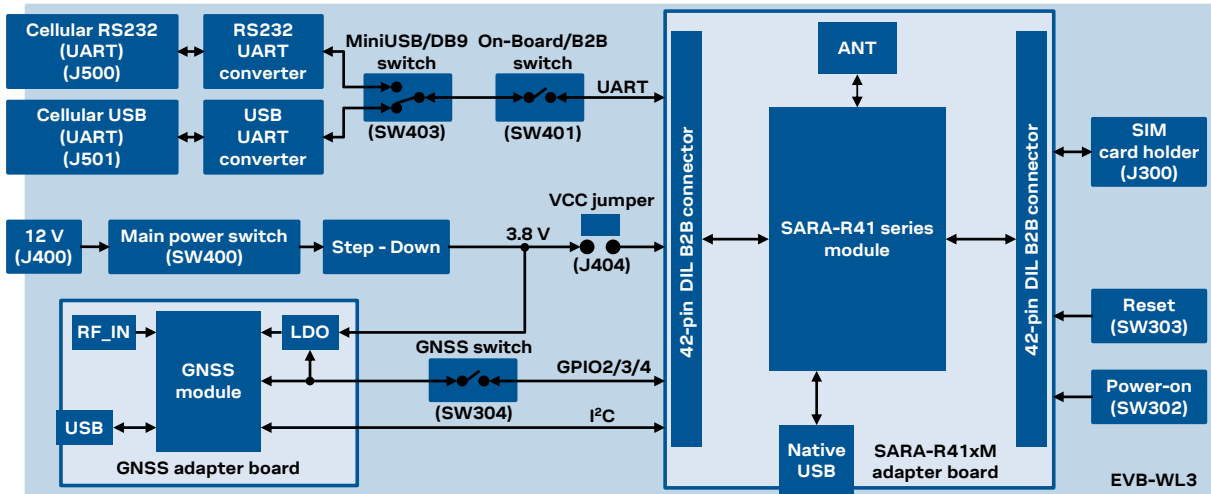 Cellular RS232
(UART)
(J500)
RS232
UART
converter
MiniUSB/DB9
switch
(SW403)
On-Board/B2B
switch
(SW401)
UART
Cellular USB
(UART)
(J501)
USB
UART
converter
12 V
(J400)
Main power switch
(SW400)
Step - Down
3.8 V
VCC jumper
(J404)
RF_IN
GNSS
module
LDO
USB
GNSS adapter board
GNSS switch
(SW304)
GPIO2/3/4
I²C
42-pin DIL B2B connector
ANT
SARA-R41 series
module
Native
USB
SARA-R41xM
adapter board
42-pin DIL B2B connector
SIM
card holder
(J300)
Reset
(SW303)
Power-on
(SW302)
EVB-WL3